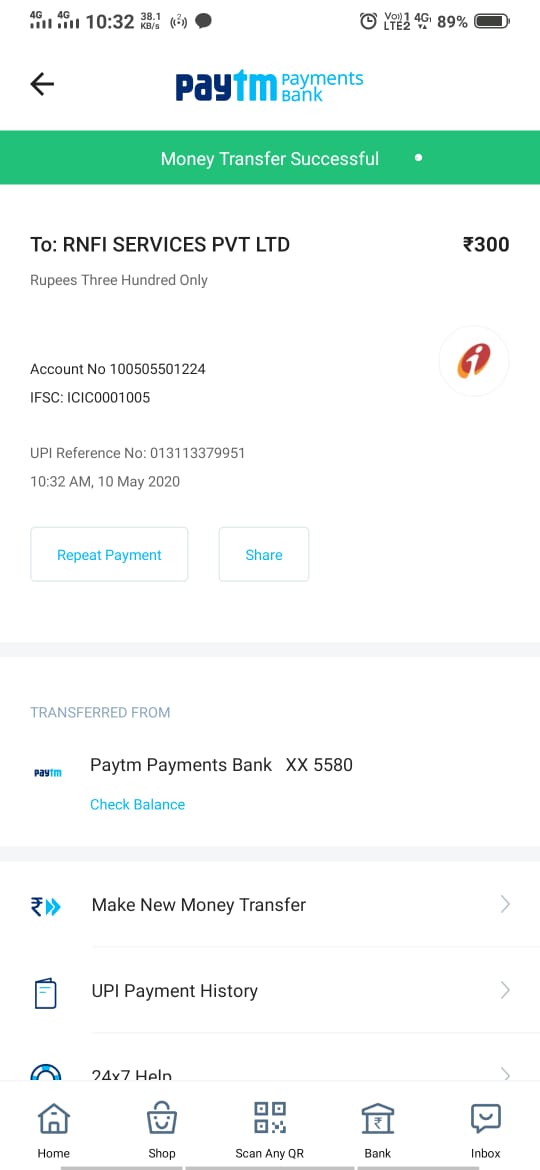 4G 4G 10:32 38.1 KB/s 2 Vo)) 1 LTE2 4G 89%
paytm Payments Bank
Money Transfer Successful
To: RNFI SERVICES PVT LTD ₹300
Rupees Three Hundred Only
Account No 100505501224
IFSC: ICIC0001005
UPI Reference No: 013113379951
10:32 AM, 10 May 2020
Repeat Payment Share
TRANSFERRED FROM
paytm Paytm Payments Bank XX 5580
Check Balance
Make New Money Transfer
UPI Payment History
24x7 Help
Home Shop Scan Any QR Bank Inbox